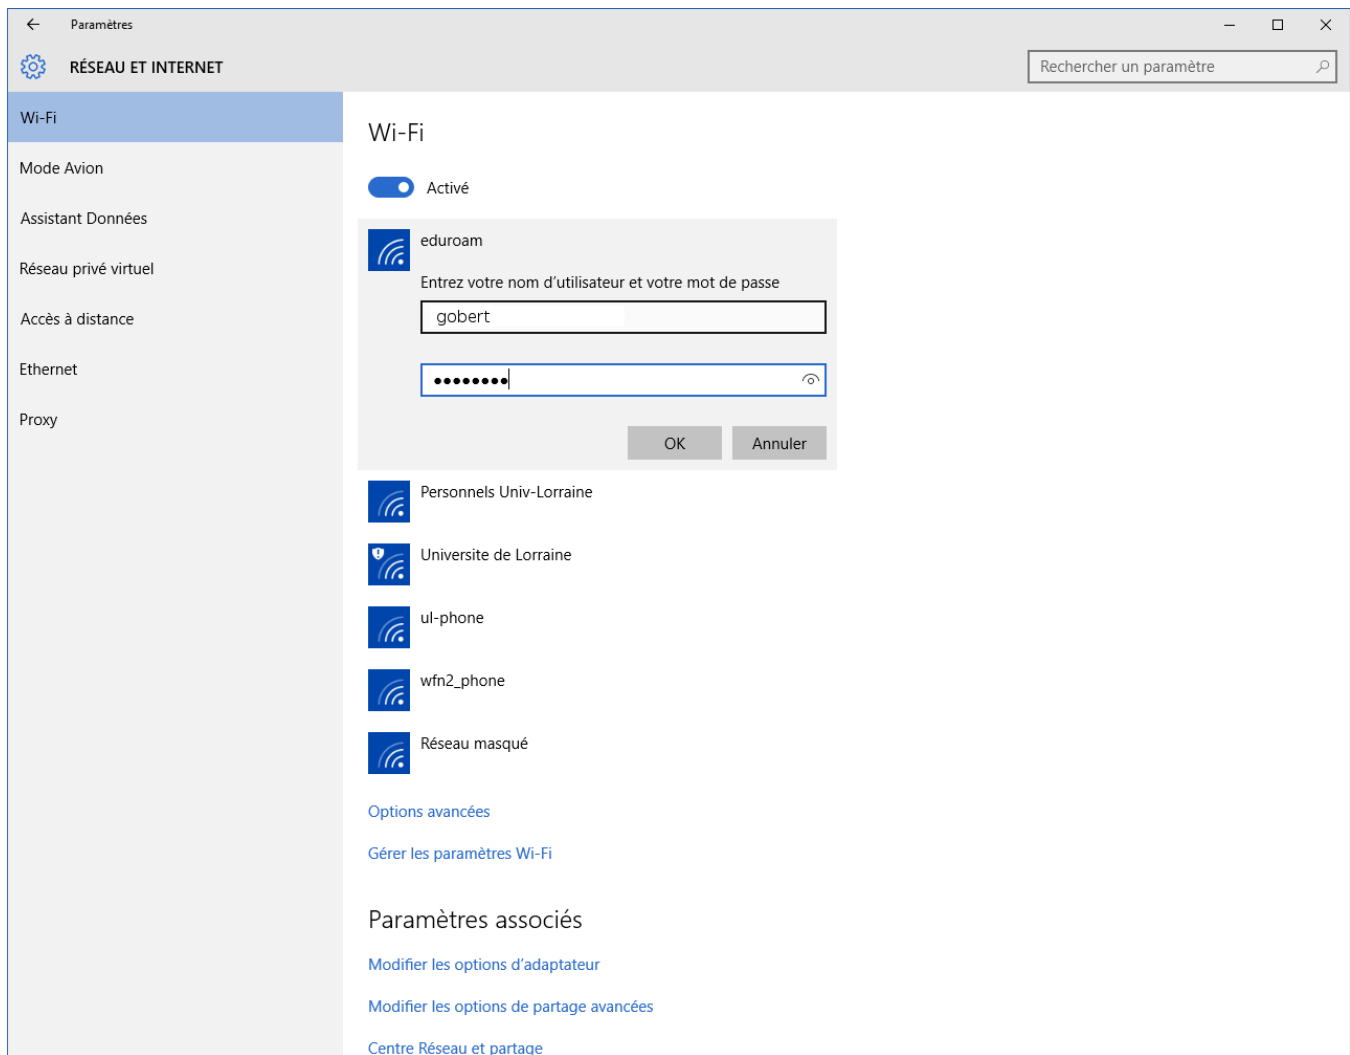 Paramètres
RÉSEAU ET INTERNET
Rechercher un paramètre
Wi-Fi
Mode Avion
Assistant Données
Réseau privé virtuel
Accès à distance
Ethernet
Proxy
Wi-Fi
Activé
eduroam
Entrez votre nom d'utilisateur et votre mot de passe
gobert
••••••••
OK
Annuler
Personnels Univ-Lorraine
Universite de Lorraine
ul-phone
wfn2_phone
Réseau masqué
Options avancées
Gérer les paramètres Wi-Fi
Paramètres associés
Modifier les options d'adaptateur
Modifier les options de partage avancées
Centre Réseau et partage